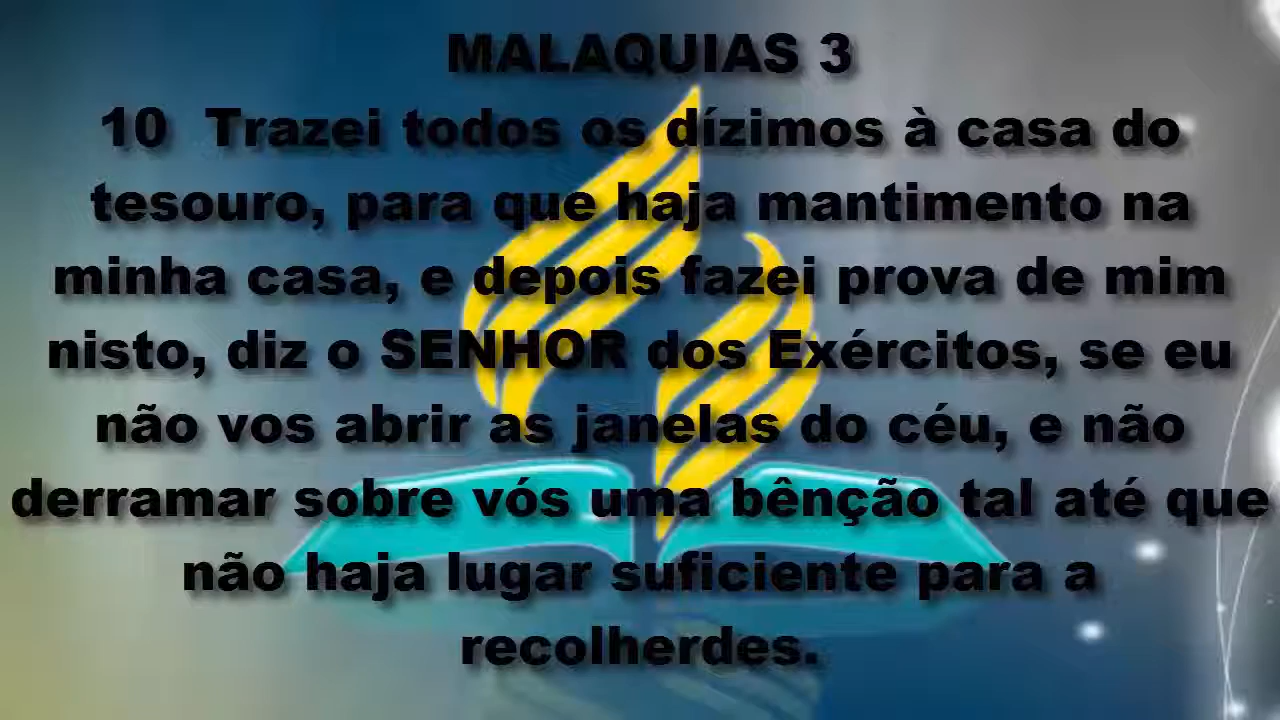 MALAQUIAS 3
10 Trazei todos os dízimos à casa do
tesouro, para que haja mantimento na
minha casa, e depois fazei prova de mim
nisto, diz o SENHOR dos Exércitos, se eu
não vos abrir as janelas do céu, e não
derramar sobre vós uma bênção tal até que
não haja lugar suficiente para a
recolherdes.